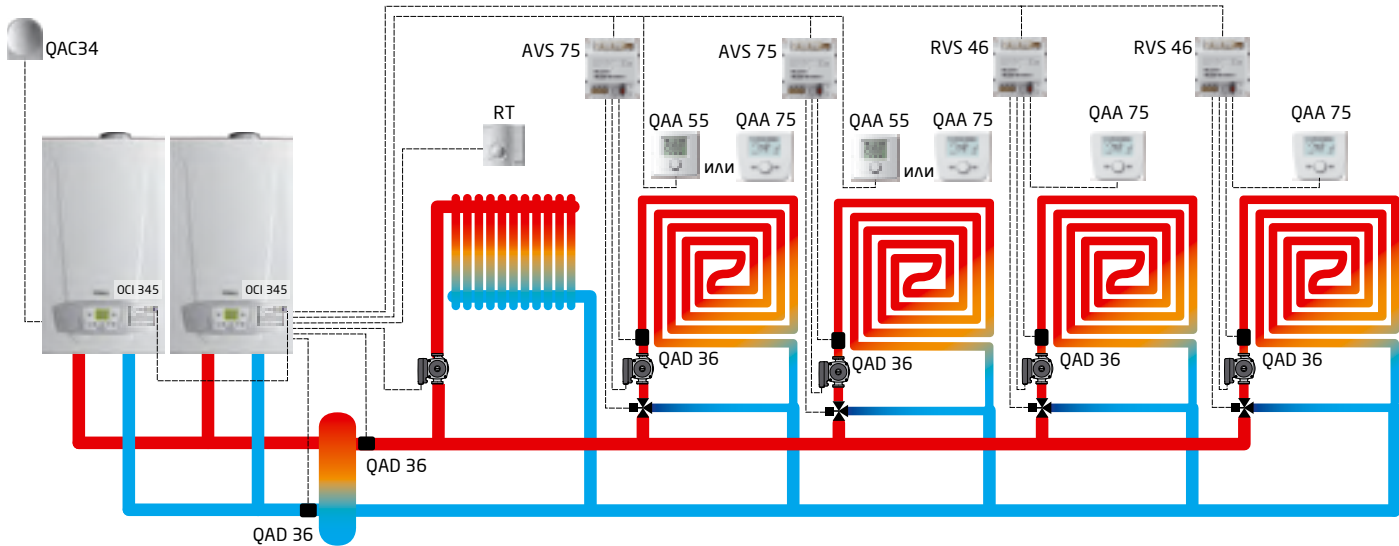 QAC34
AVS 75
AVS 75
RVS 46
RVS 46
RT
QAA 55
QAA 75
или
QAA 55
QAA 75
или
QAA 75
QAA 75
OCI 345
OCI 345
QAD 36
QAD 36
QAD 36
QAD 36
QAD 36
QAD 36